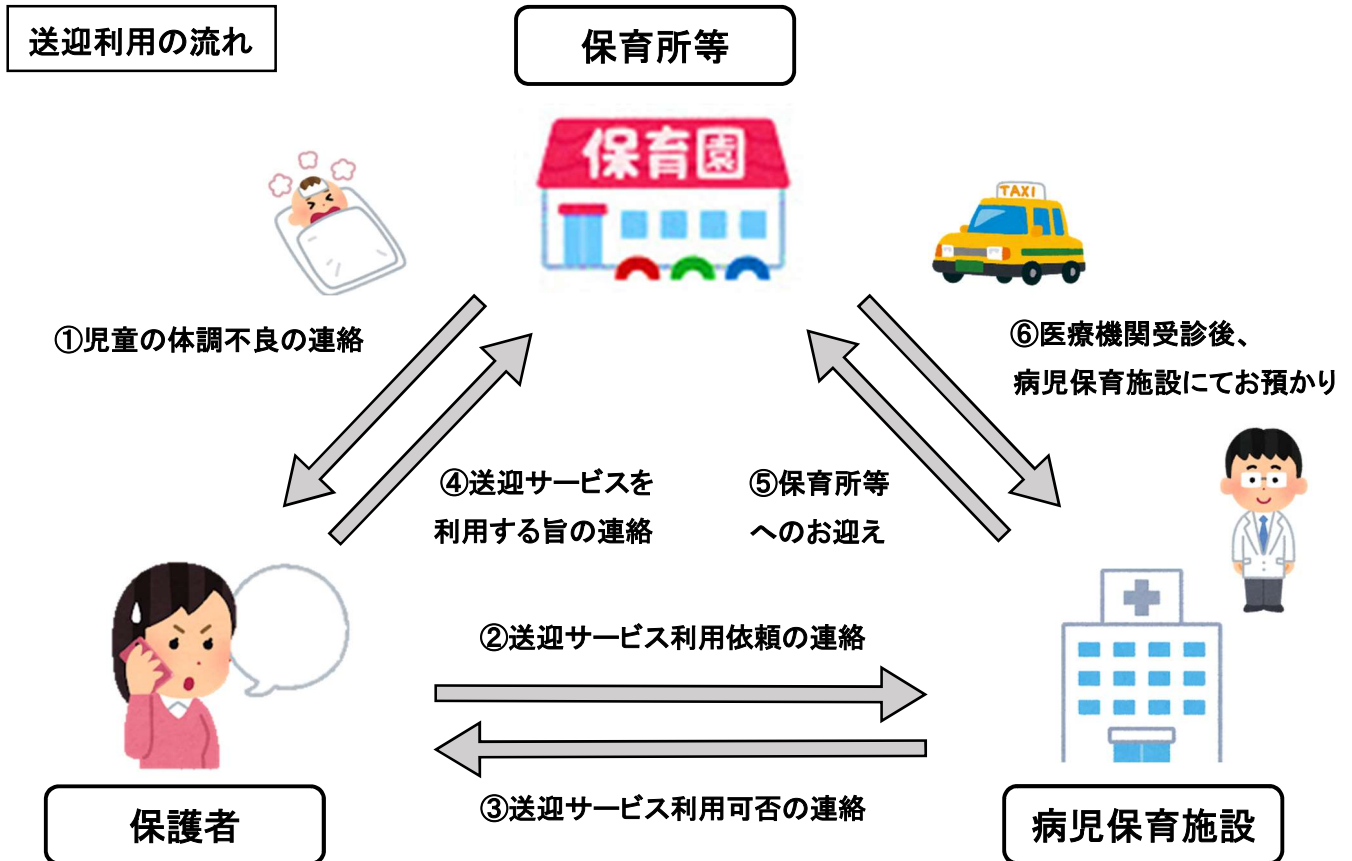 送迎利用の流れ
保育所等
保育園
TAXI
①児童の体調不良の連絡
⑥医療機関受診後、
病児保育施設にてお預かり
④送迎サービスを
利用する旨の連絡
⑤保育所等
へのお迎え
②送迎サービス利用依頼の連絡
③送迎サービス利用可否の連絡
保護者
病児保育施設